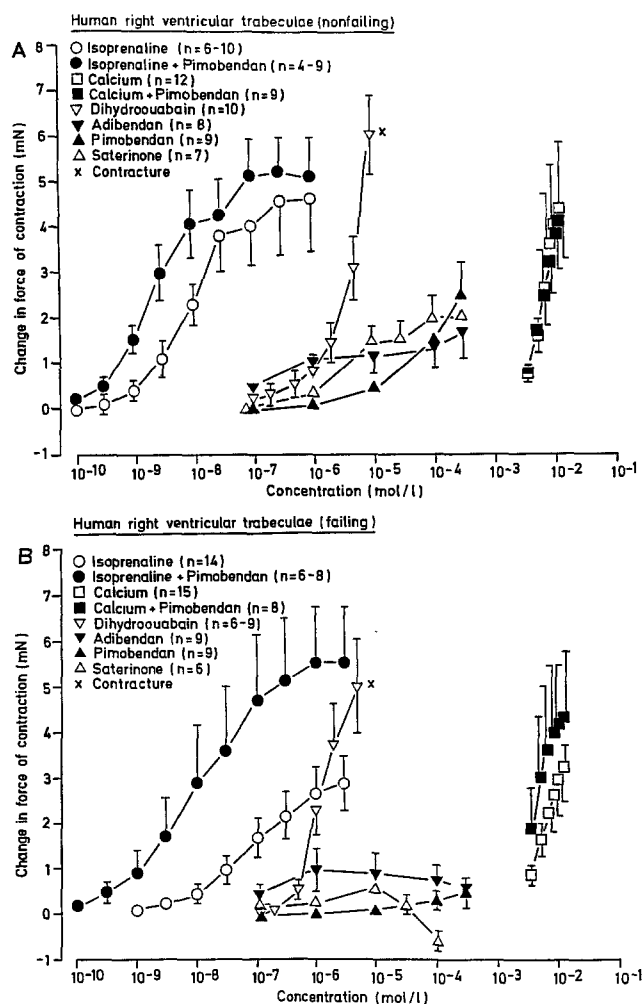 Human right ventricular trabeculae (nonfailing)
A
8
7
6
5
4
3
2
1
0
-1
Change in force of contraction (mN)
Isoprenaline (n=6-10)
Isoprenaline + Pimobendan (n=4-9)
Calcium (n=12)
Calcium + Pimobendan (n=9)
Dihydroouabain (n=10)
Adibendan (n=8)
Pimobendan (n=9)
Saterinone (n=7)
x Contracture
x
10-10 10-9 10-8 10-7 10-6 10-5 10-4 10-3 10-2 10-1
Concentration (mol/l)
Human right ventricular trabeculae (failing)
B
8
7
6
5
4
3
2
1
0
-1
Change in force of contraction (mN)
Isoprenaline (n=14)
Isoprenaline + Pimobendan (n=6-8)
Calcium (n=15)
Calcium + Pimobendan (n=8)
Dihydroouabain (n=6-9)
Adibendan (n=9)
Pimobendan (n=9)
Saterinone (n=6)
x Contracture
x
10-10 10-9 10-8 10-7 10-6 10-5 10-4 10-3 10-2 10-1
Concentration (mol/l)